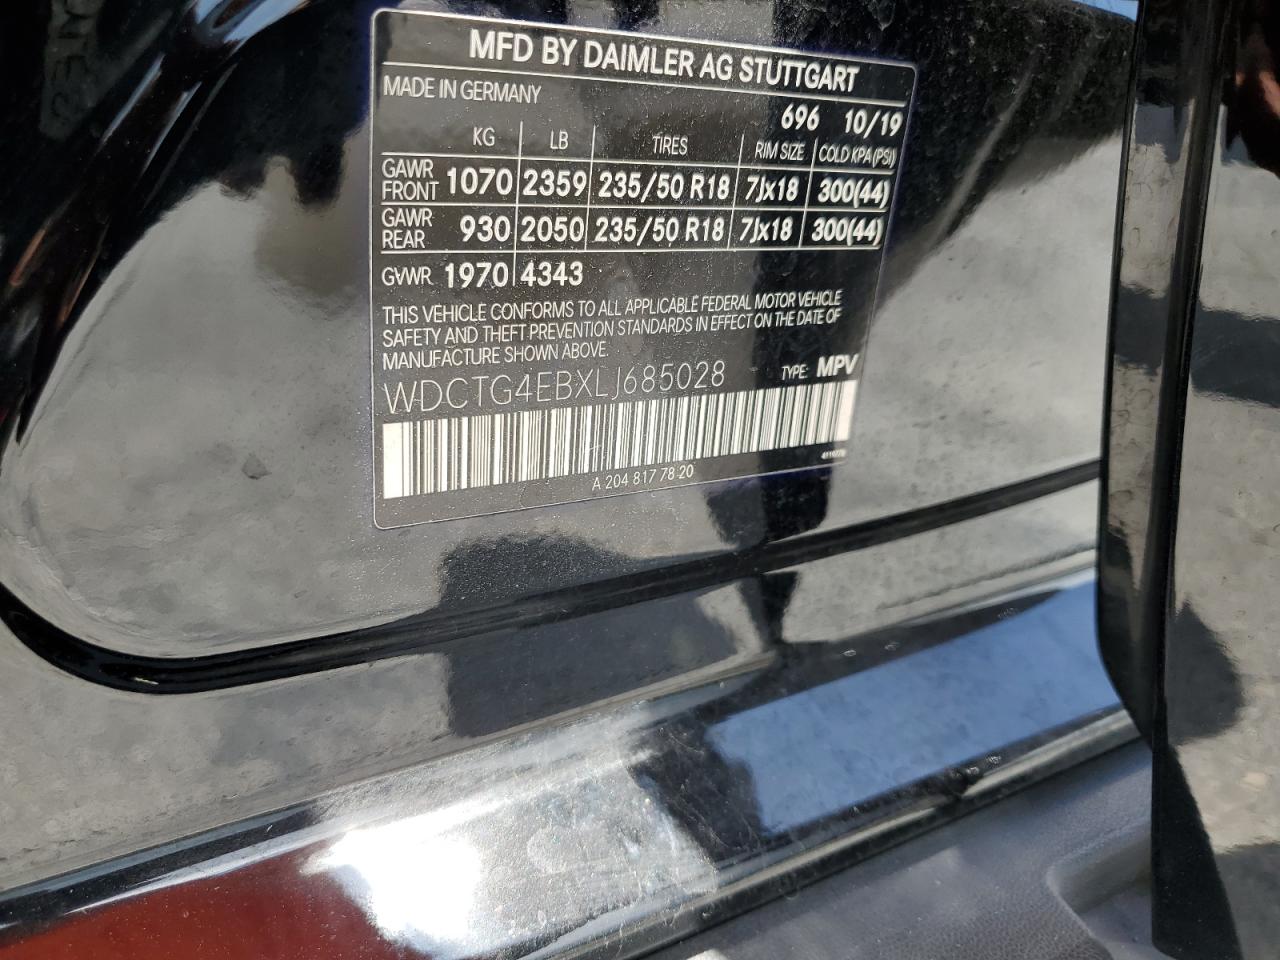 MFD BY DAIMLER AG STUTTGART
MADE IN GERMANY
696 10/19
KG LB TIRES RIM SIZE COLD KPA(PSI)
GAWR FRONT 1070 2359 235/50 R18 7Jx18 300(44)
GAWR REAR 930 2050 235/50 R18 7Jx18 300(44)
GVWR 1970 4343
THIS VEHICLE CONFORMS TO ALL APPLICABLE FEDERAL MOTOR VEHICLE
SAFETY AND THEFT PREVENTION STANDARDS IN EFFECT ON THE DATE OF
MANUFACTURE SHOWN ABOVE.
WDCTG4EBXLJ685028 TYPE: MPV
A 204 817 78 20